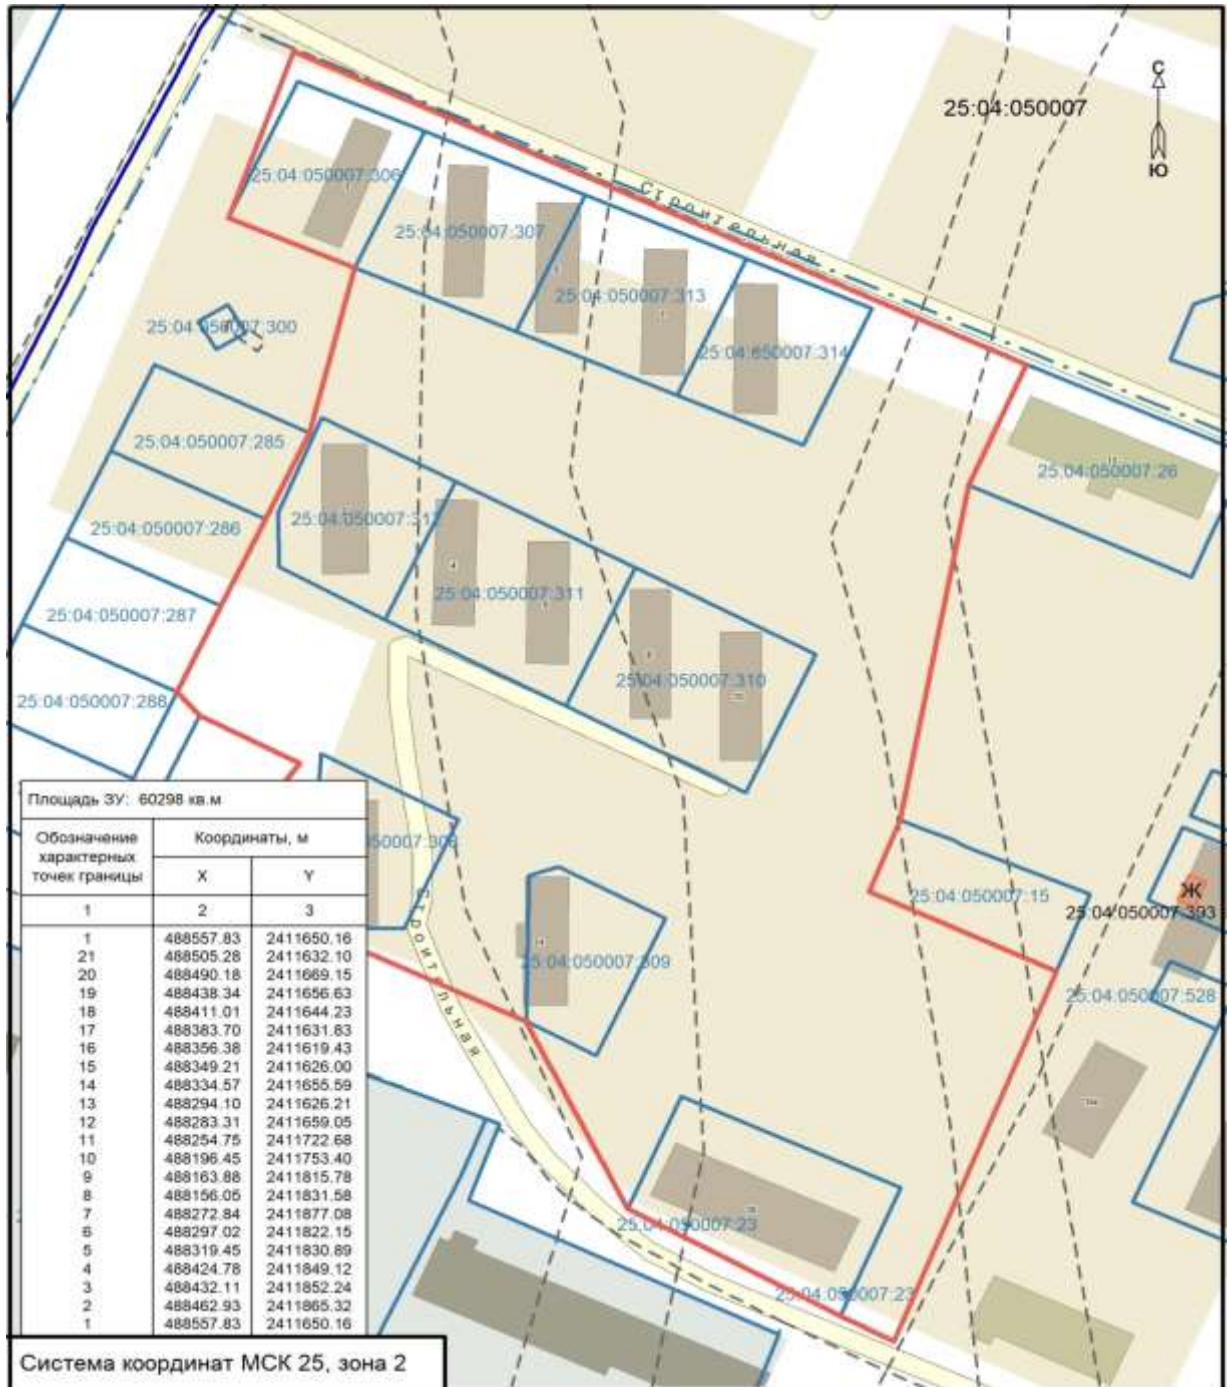 С
25:04:050007
Ю
25:04:050007:306
Строительная
25:04:050007:307
25:04:050007:313
25:04:050007:300
25:04:050007:314
25:04:050007:285
25:04:050007:26
25:04:050007:312
25:04:050007:286
4
25:04:050007:311
25:04:050007:287
25:04:050007:310
25:04:050007:288
Площадь ЗУ: 60298 кв.м
Обозначение характерных точек границы
Координаты, м
X
Y
1 2 3
1 488557.83 2411650.16
21 488505.28 2411632.10
20 488490.18 2411669.15
19 488438.34 2411656.63
18 488411.01 2411644.23
17 488383.70 2411631.83
16 488356.38 2411619.43
15 488349.21 2411626.00
14 488334.57 2411655.59
13 488294.10 2411626.21
12 488283.31 2411659.05
11 488254.75 2411722.68
10 488196.45 2411753.40
9 488163.88 2411815.78
8 488156.05 2411831.58
7 488272.84 2411877.08
6 488297.02 2411822.15
5 488319.45 2411830.89
4 488424.78 2411849.12
3 488432.11 2411852.24
2 488462.93 2411865.32
1 488557.83 2411650.16
50007:308
Строительная
25:04:050007:15
Ж
25:04:050007:393
25:04:050007:309
25:04:050007:528
25:04:050007:23
25:04:050007:23
Система координат МСК 25, зона 2